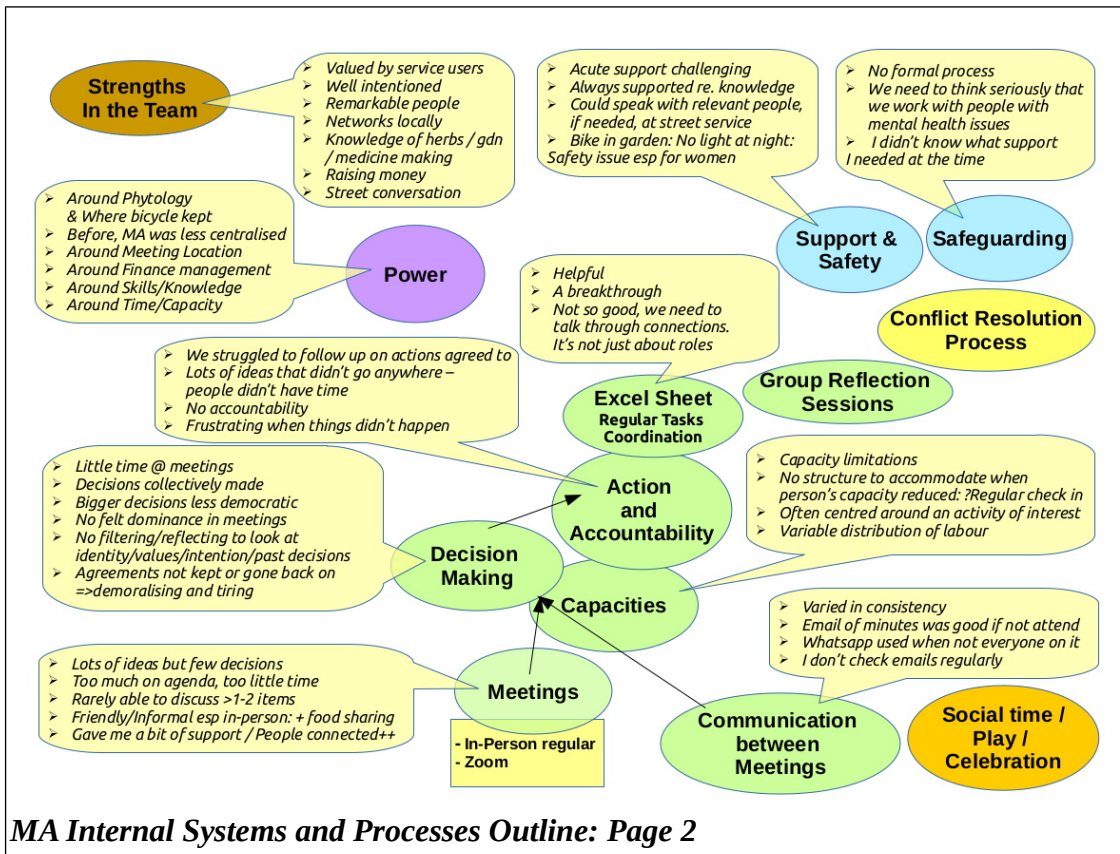 Strengths
In the Team
➢ Valued by service users
➢ Well intentioned
➢ Remarkable people
➢ Networks locally
➢ Knowledge of herbs / gdn
/ medicine making
➢ Raising money
➢ Street conversation
➢ Acute support challenging
➢ Always supported re. knowledge
➢ Could speak with relevant people,
if needed, at street service
➢ Bike in garden: No light at night:
Safety issue esp for women
➢ No formal process
➢ We need to think seriously that
we work with people with
mental health issues
➢ I didn't know what support
I needed at the time
➢ Around Phytology
& Where bicycle kept
➢ Before, MA was less centralised
➢ Around Meeting Location
➢ Around Finance management
➢ Around Skills/Knowledge
➢ Around Time/Capacity
Power
Support &
Safety
Safeguarding
➢ Helpful
➢ A breakthrough
➢ Not so good, we need to
talk through connections.
It's not just about roles
Conflict Resolution
Process
➢ We struggled to follow up on actions agreed to
➢ Lots of ideas that didn't go anywhere –
people didn't have time
➢ No accountability
➢ Frustrating when things didn't happen
Excel Sheet
Regular Tasks
Coordination
Group Reflection
Sessions
➢ Little time @ meetings
➢ Decisions collectively made
➢ Bigger decisions less democratic
➢ No felt dominance in meetings
➢ No filtering/reflecting to look at
identity/values/intention/past decisions
➢ Agreements not kept or gone back on
=>demoralising and tiring
Action
and
Accountability
➢ Capacity limitations
➢ No structure to accommodate when
person's capacity reduced: ?Regular check in
➢ Often centred around an activity of interest
➢ Variable distribution of labour
Decision
Making
Capacities
➢ Varied in consistency
➢ Email of minutes was good if not attend
➢ Whatsapp used when not everyone on it
➢ I don't check emails regularly
➢ Lots of ideas but few decisions
➢ Too much on agenda, too little time
➢ Rarely able to discuss >1-2 items
➢ Friendly/Informal esp in-person: + food sharing
➢ Gave me a bit of support / People connected++
Meetings
- In-Person regular
- Zoom
Communication
between
Meetings
Social time /
Play /
Celebration
MA Internal Systems and Processes Outline: Page 2